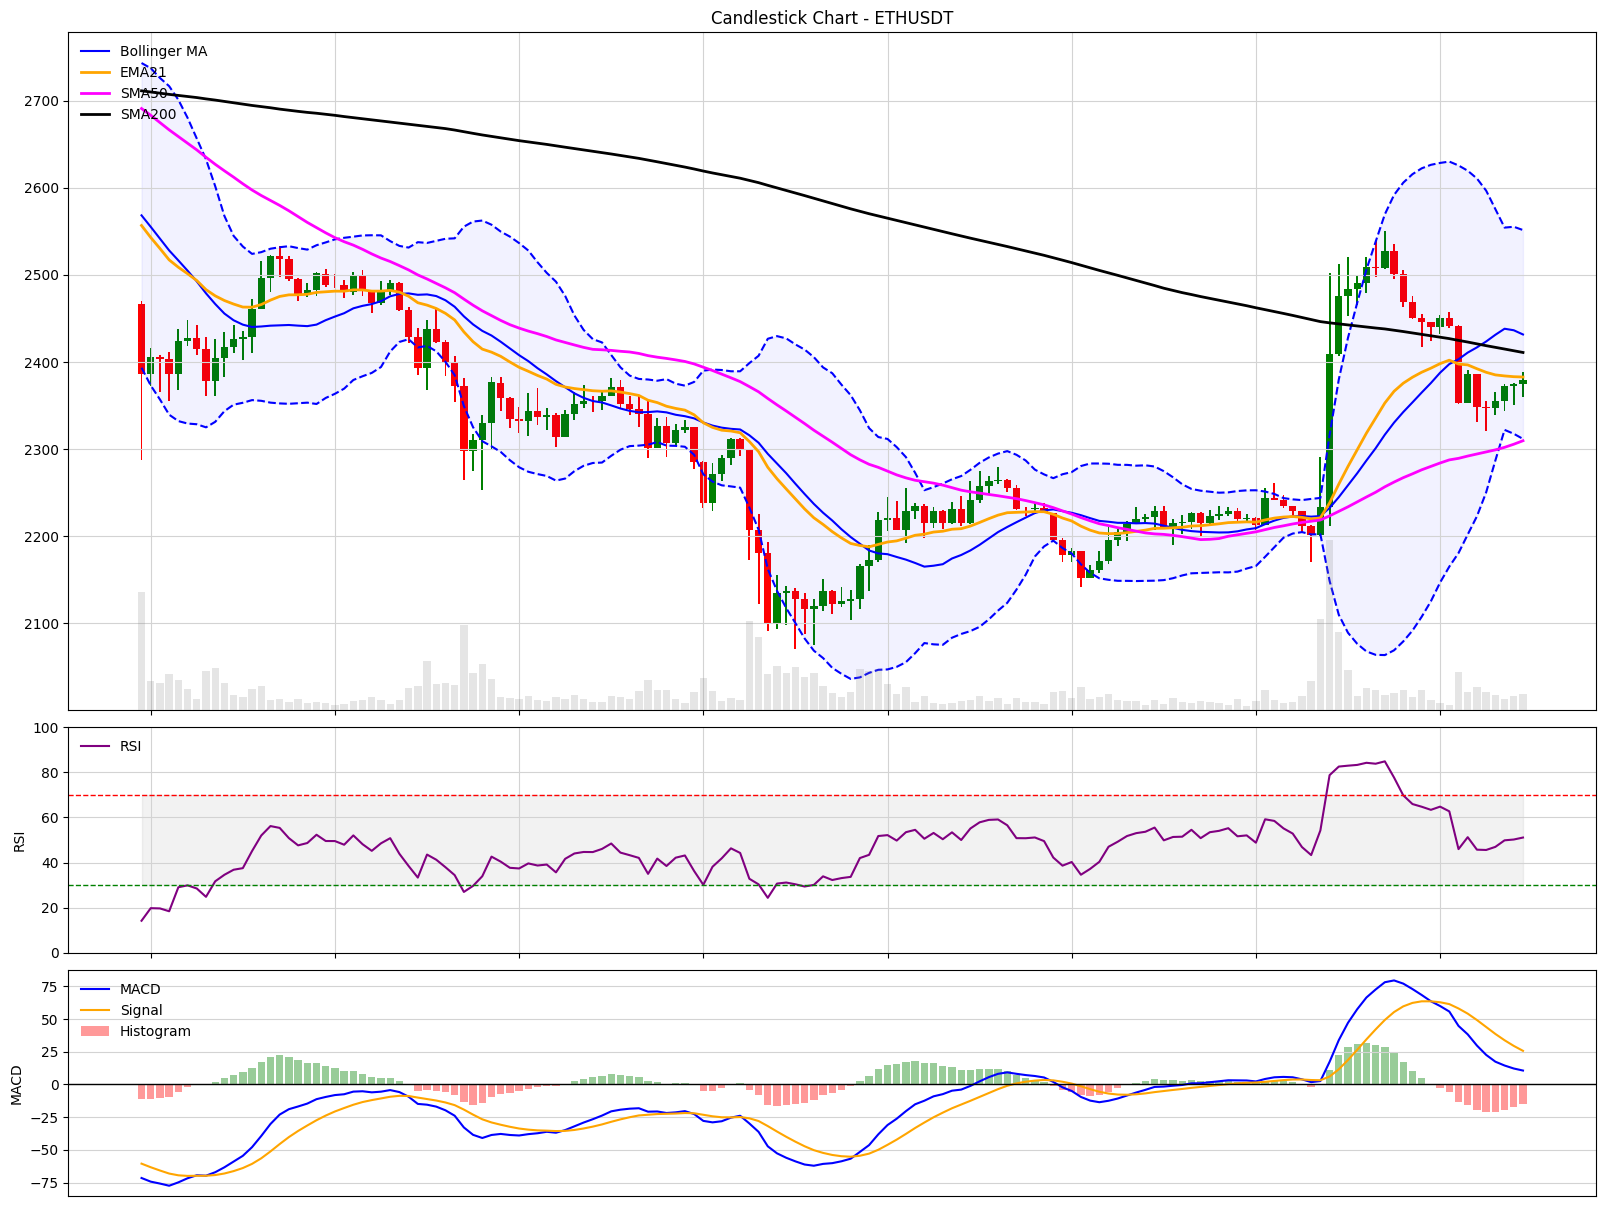 Candlestick Chart - ETHUSDT
Bollinger MA
EMA21
SMA50
SMA200
2700
2600
2500
2400
2300
2200
2100
RSI
RSI
100
80
60
40
20
0
MACD
Signal
Histogram
MACD
75
50
25
0
−25
−50
−75